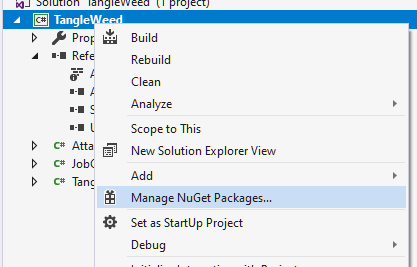 Solution "TangleWeed" (1 project)
C# TangleWeed
Build
Prop
Rebuild
Refe
Clean
Analyze
Scope to This
New Solution Explorer View
C# Atta
C# JobC
Add
C# Tang
Manage NuGet Packages...
Set as StartUp Project
Debug